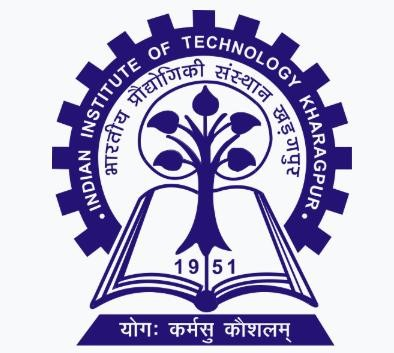 · INDIAN INSTITUTE OF TECHNOLOGY KHARAGPUR ·
भारतीय प्रौद्योगिकी संस्थान खड़गपुर
1951
योगः कर्मसु कौशलम्